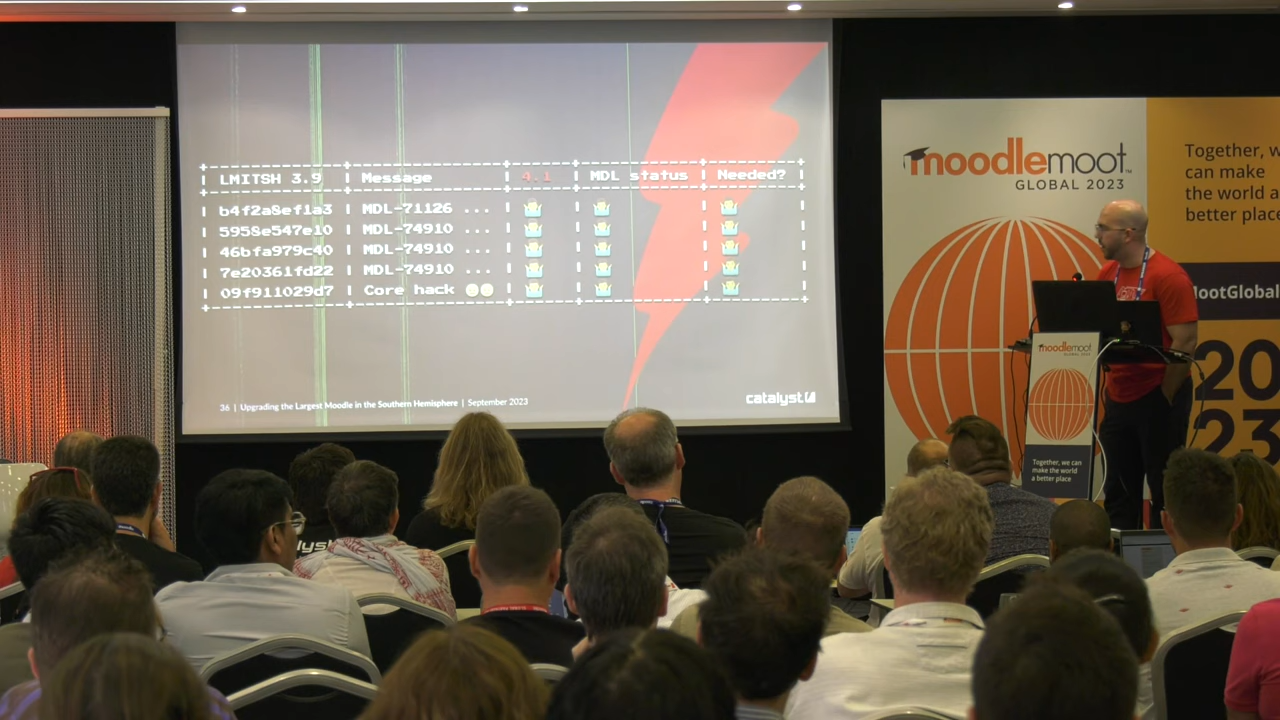 LMITSH 3.9 | Message | 4.1 | MDL status | Needed?
b4f2a8ef1a3 | MDL-71126 ...
5958e547e10 | MDL-74910 ...
46bfa979c40 | MDL-74910 ...
7e20361fd22 | MDL-74910 ...
09f911029d7 | Core hack
36 | Upgrading the Largest Moodle in the Southern Hemisphere | September 2023
catalyst
moodlemoot
GLOBAL 2023
Together, w
can make
the world a
better place
MootGlobal
20
23
moodlemoot
GLOBAL 2023
Together, we can
make the world
a better place